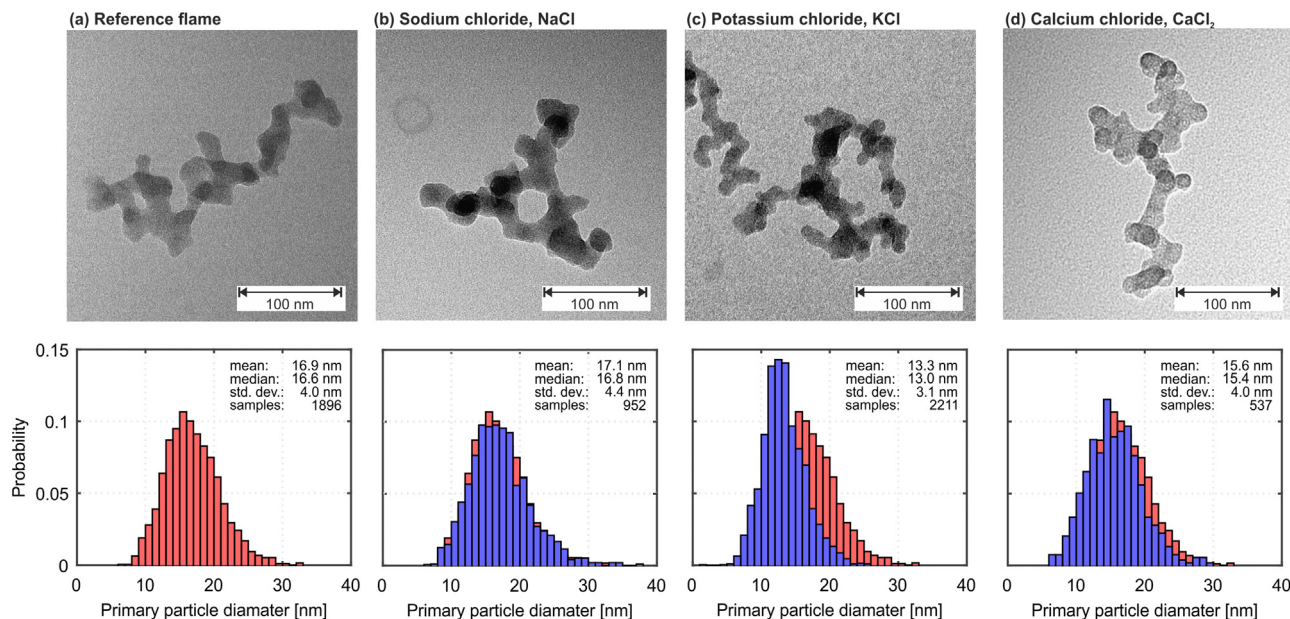 (a) Reference flame
(b) Sodium chloride, NaCl
(c) Potassium chloride, KCl
(d) Calcium chloride, CaCl₂
100 nm
100 nm
100 nm
100 nm
mean: 16.9 nm
median: 16.6 nm
std. dev.: 4.0 nm
samples: 1896
mean: 17.1 nm
median: 16.8 nm
std. dev.: 4.4 nm
samples: 952
mean: 13.3 nm
median: 13.0 nm
std. dev.: 3.1 nm
samples: 2211
mean: 15.6 nm
median: 15.4 nm
std. dev.: 4.0 nm
samples: 537
Probability
0.15
0.1
0.05
0
0 10 20 30 40
0 10 20 30 40
0 10 20 30 40
0 10 20 30 40
Primary particle diamater [nm]
Primary particle diamater [nm]
Primary particle diamater [nm]
Primary particle diamater [nm]